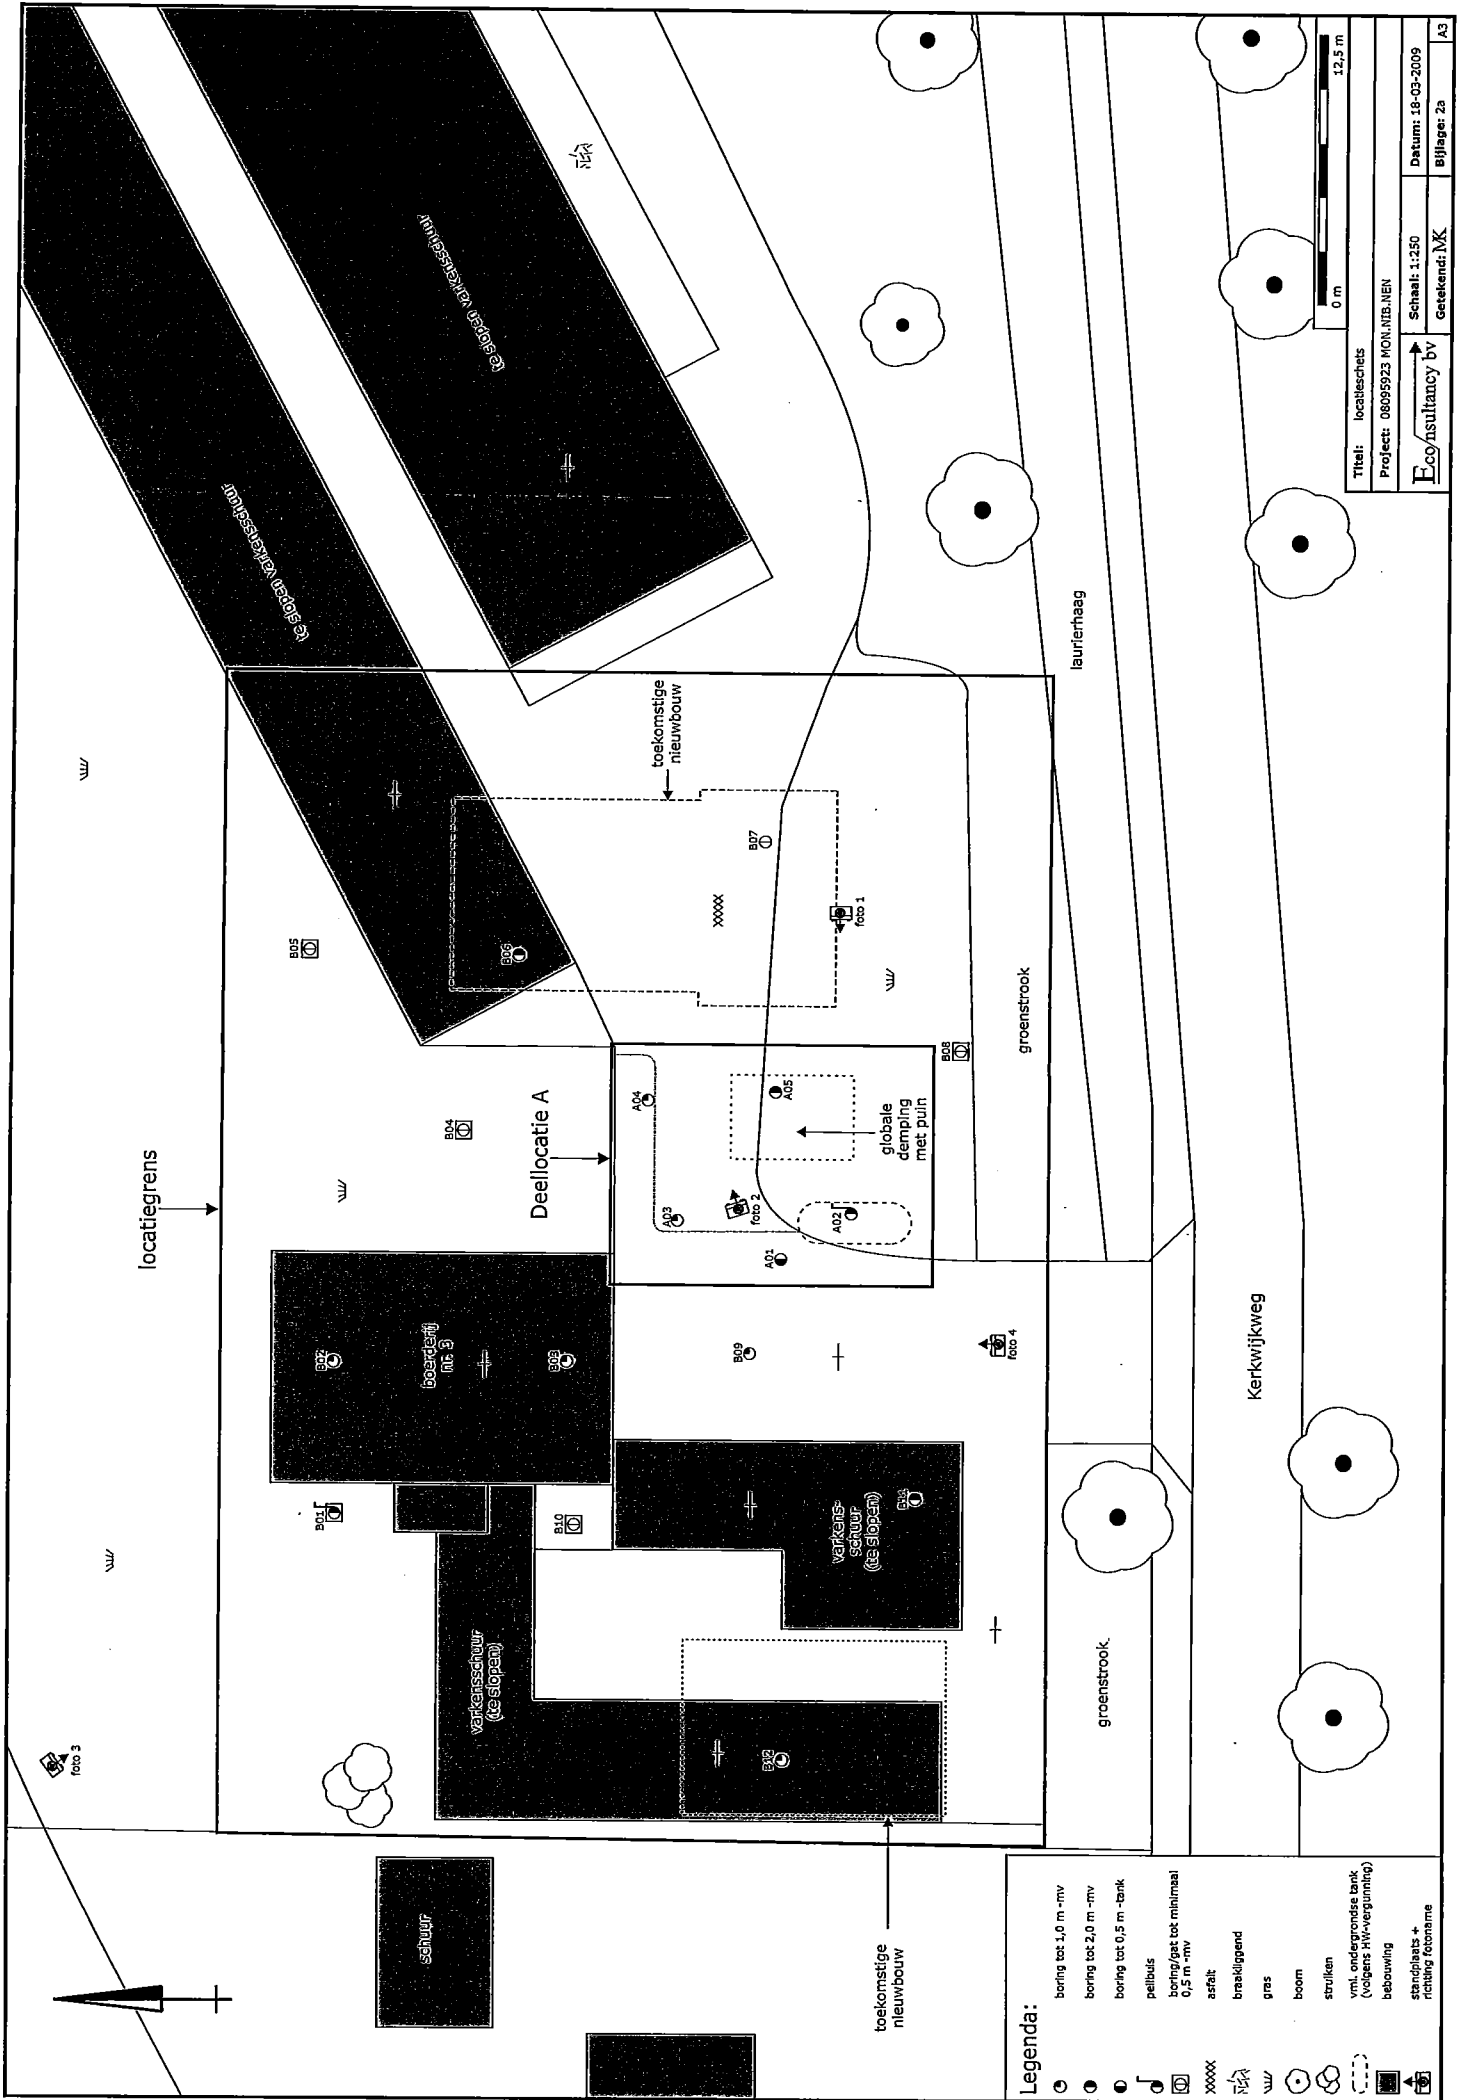 locatiegrens
Deellocatie A
te slopen varkensschuur
te slopen varkensschuur
toekomstige
nieuwbouw
laurierhaag
groenstrook
groenstrook
Kerkwijkweg
boerderij
nr. 3
varkensschuur
(te slopen)
varkens-
schuur
(te slopen)
schuur
toekomstige
nieuwbouw
globale
demping
met puin
A01
A02
A03
A04
A05
B01
B02
B03
B04
B05
B06
B07
B08
B09
B10
B11
B12
foto 1
foto 2
foto 3
foto 4
XXXXX
Legenda:
boring tot 1,0 m -mv
boring tot 2,0 m -mv
boring tot 0,5 m -tank
peilbuis
boring/gat tot minimaal
0,5 m -mv
XXXXX asfalt
braakliggend
gras
boom
struiken
vml. ondergrondse tank
(volgens HW-vergunning)
bebouwing
standplaats +
richting fotoname
0 m 12,5 m
Titel: locatieschets
Project: 08095923 MON.NIB.NEN
Econsultancy bv
Schaal: 1:250
Datum: 18-03-2009
Getekend: MK
Bijlage: 2a
A3